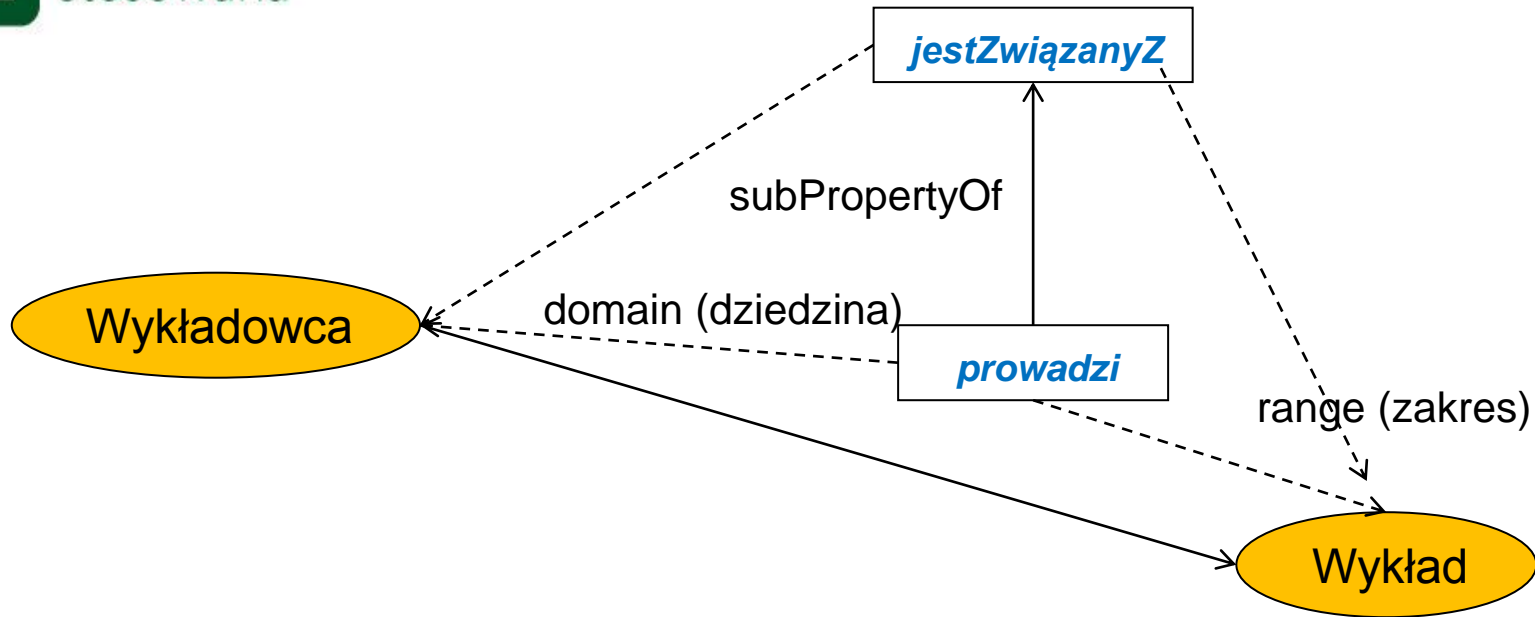 jestZwiązanyZ
subPropertyOf
Wykładowca
domain (dziedzina)
prowadzi
range (zakres)
Wykład